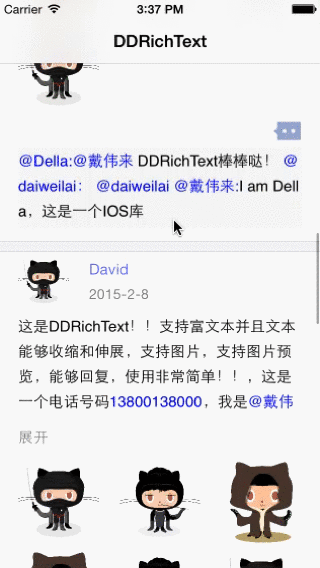 Carrier 3:37 PM
DDRichText
@Della:@戴伟来 DDRichText棒棒哒！ @
daiweilai： @daiweilai @戴伟来:I am Dell
a，这是一个IOS库
David
2015-2-8
这是DDRichText！！支持富文本并且文本
能够收缩和伸展，支持图片，支持图片预
览，能够回复，使用非常简单！！，这是
一个电话号码13800138000，我是@戴伟
展开